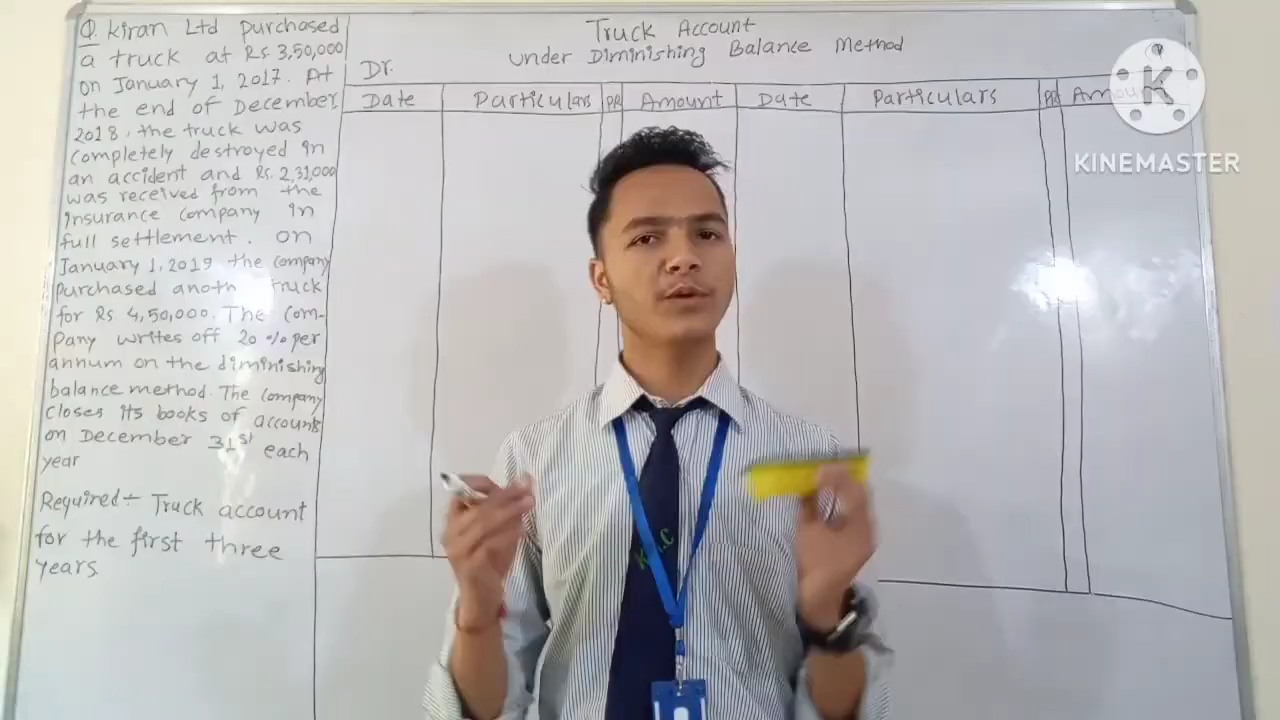 Q. Kiran Ltd purchased
a truck at Rs 3,50,000
on January 1, 2017. At
the end of December
2018, the truck was
completely destroyed in
an accident and Rs. 2,31,000
was received from the
insurance company in
full settlement. on
January 1, 2019 the company
purchased anoth truck
for Rs 4,50,000. The com-
pany writes off 20 % per
annum on the diminishing
balance method. The company
closes its books of accounts
on December 31st each
year
Required:- Truck account
for the first three
years.
Truck Account
under Diminishing Balance Method
Dr.
Date Particulars PR Amount Date Particulars PR Amount
K
KINEMASTER